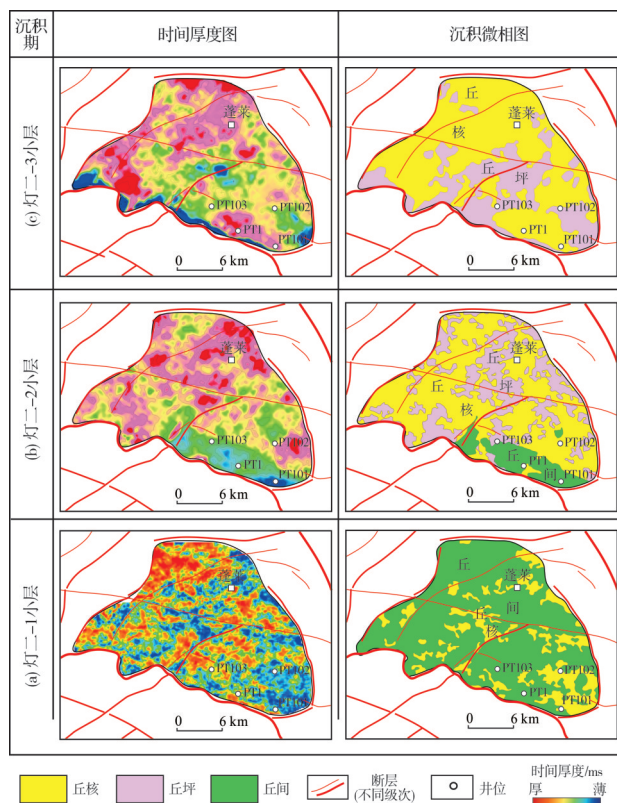 沉积期
时间厚度图
沉积微相图
(c) 灯二-3小层
蓬莱
PT103
PT102
PT1
PT101
0 6 km
丘
蓬莱
核
丘
坪
PT103
PT102
PT1
PT101
0 6 km
(b) 灯二-2小层
蓬莱
PT103
PT102
PT1
PT101
0 6 km
丘
蓬莱
丘
坪
核
PT103
PT102
丘
PT1
间
PT101
0 6 km
(a) 灯二-1小层
蓬莱
PT103
PT102
PT1
PT101
0 6 km
丘
蓬莱
间
丘
核
PT103
PT102
PT1
PT101
0 6 km
丘核
丘坪
丘间
断层
(不同级次)
井位
时间厚度/ms
厚 薄